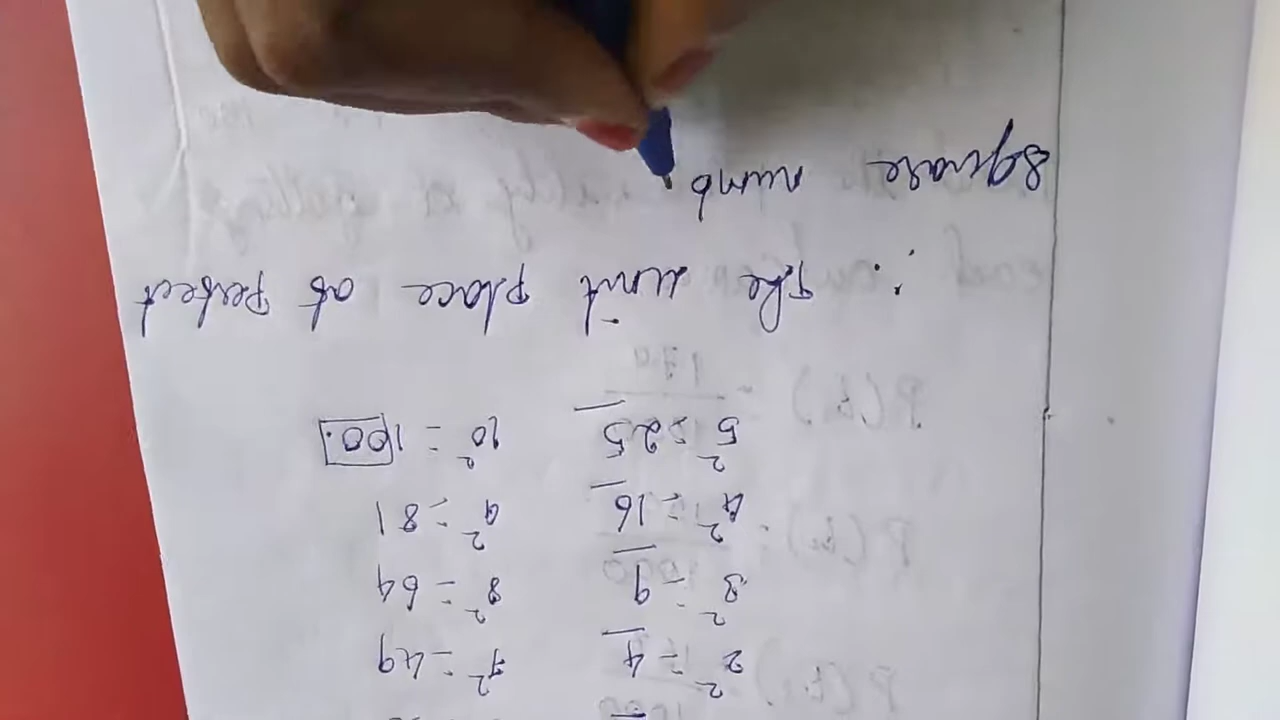 2² = 4 7² = 49
3² = 9 8² = 64
4² = 16 9² = 81
5² = 25 10² = 100
∴ The unit place of perfect
square numb